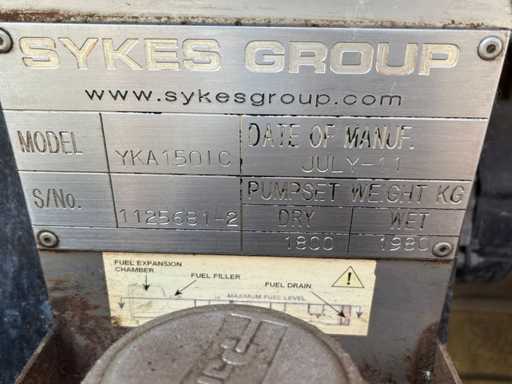 SYKES GROUP
www.sykesgroup.com
MODEL YKA150IC DATE OF MANUF. JULY-11
S/No. 1125681-2 PUMPSET WEIGHT KG
DRY WET
1800 1980
FUEL EXPANSION
CHAMBER
FUEL FILLER
FUEL DRAIN
MAXIMUM FUEL LEVEL